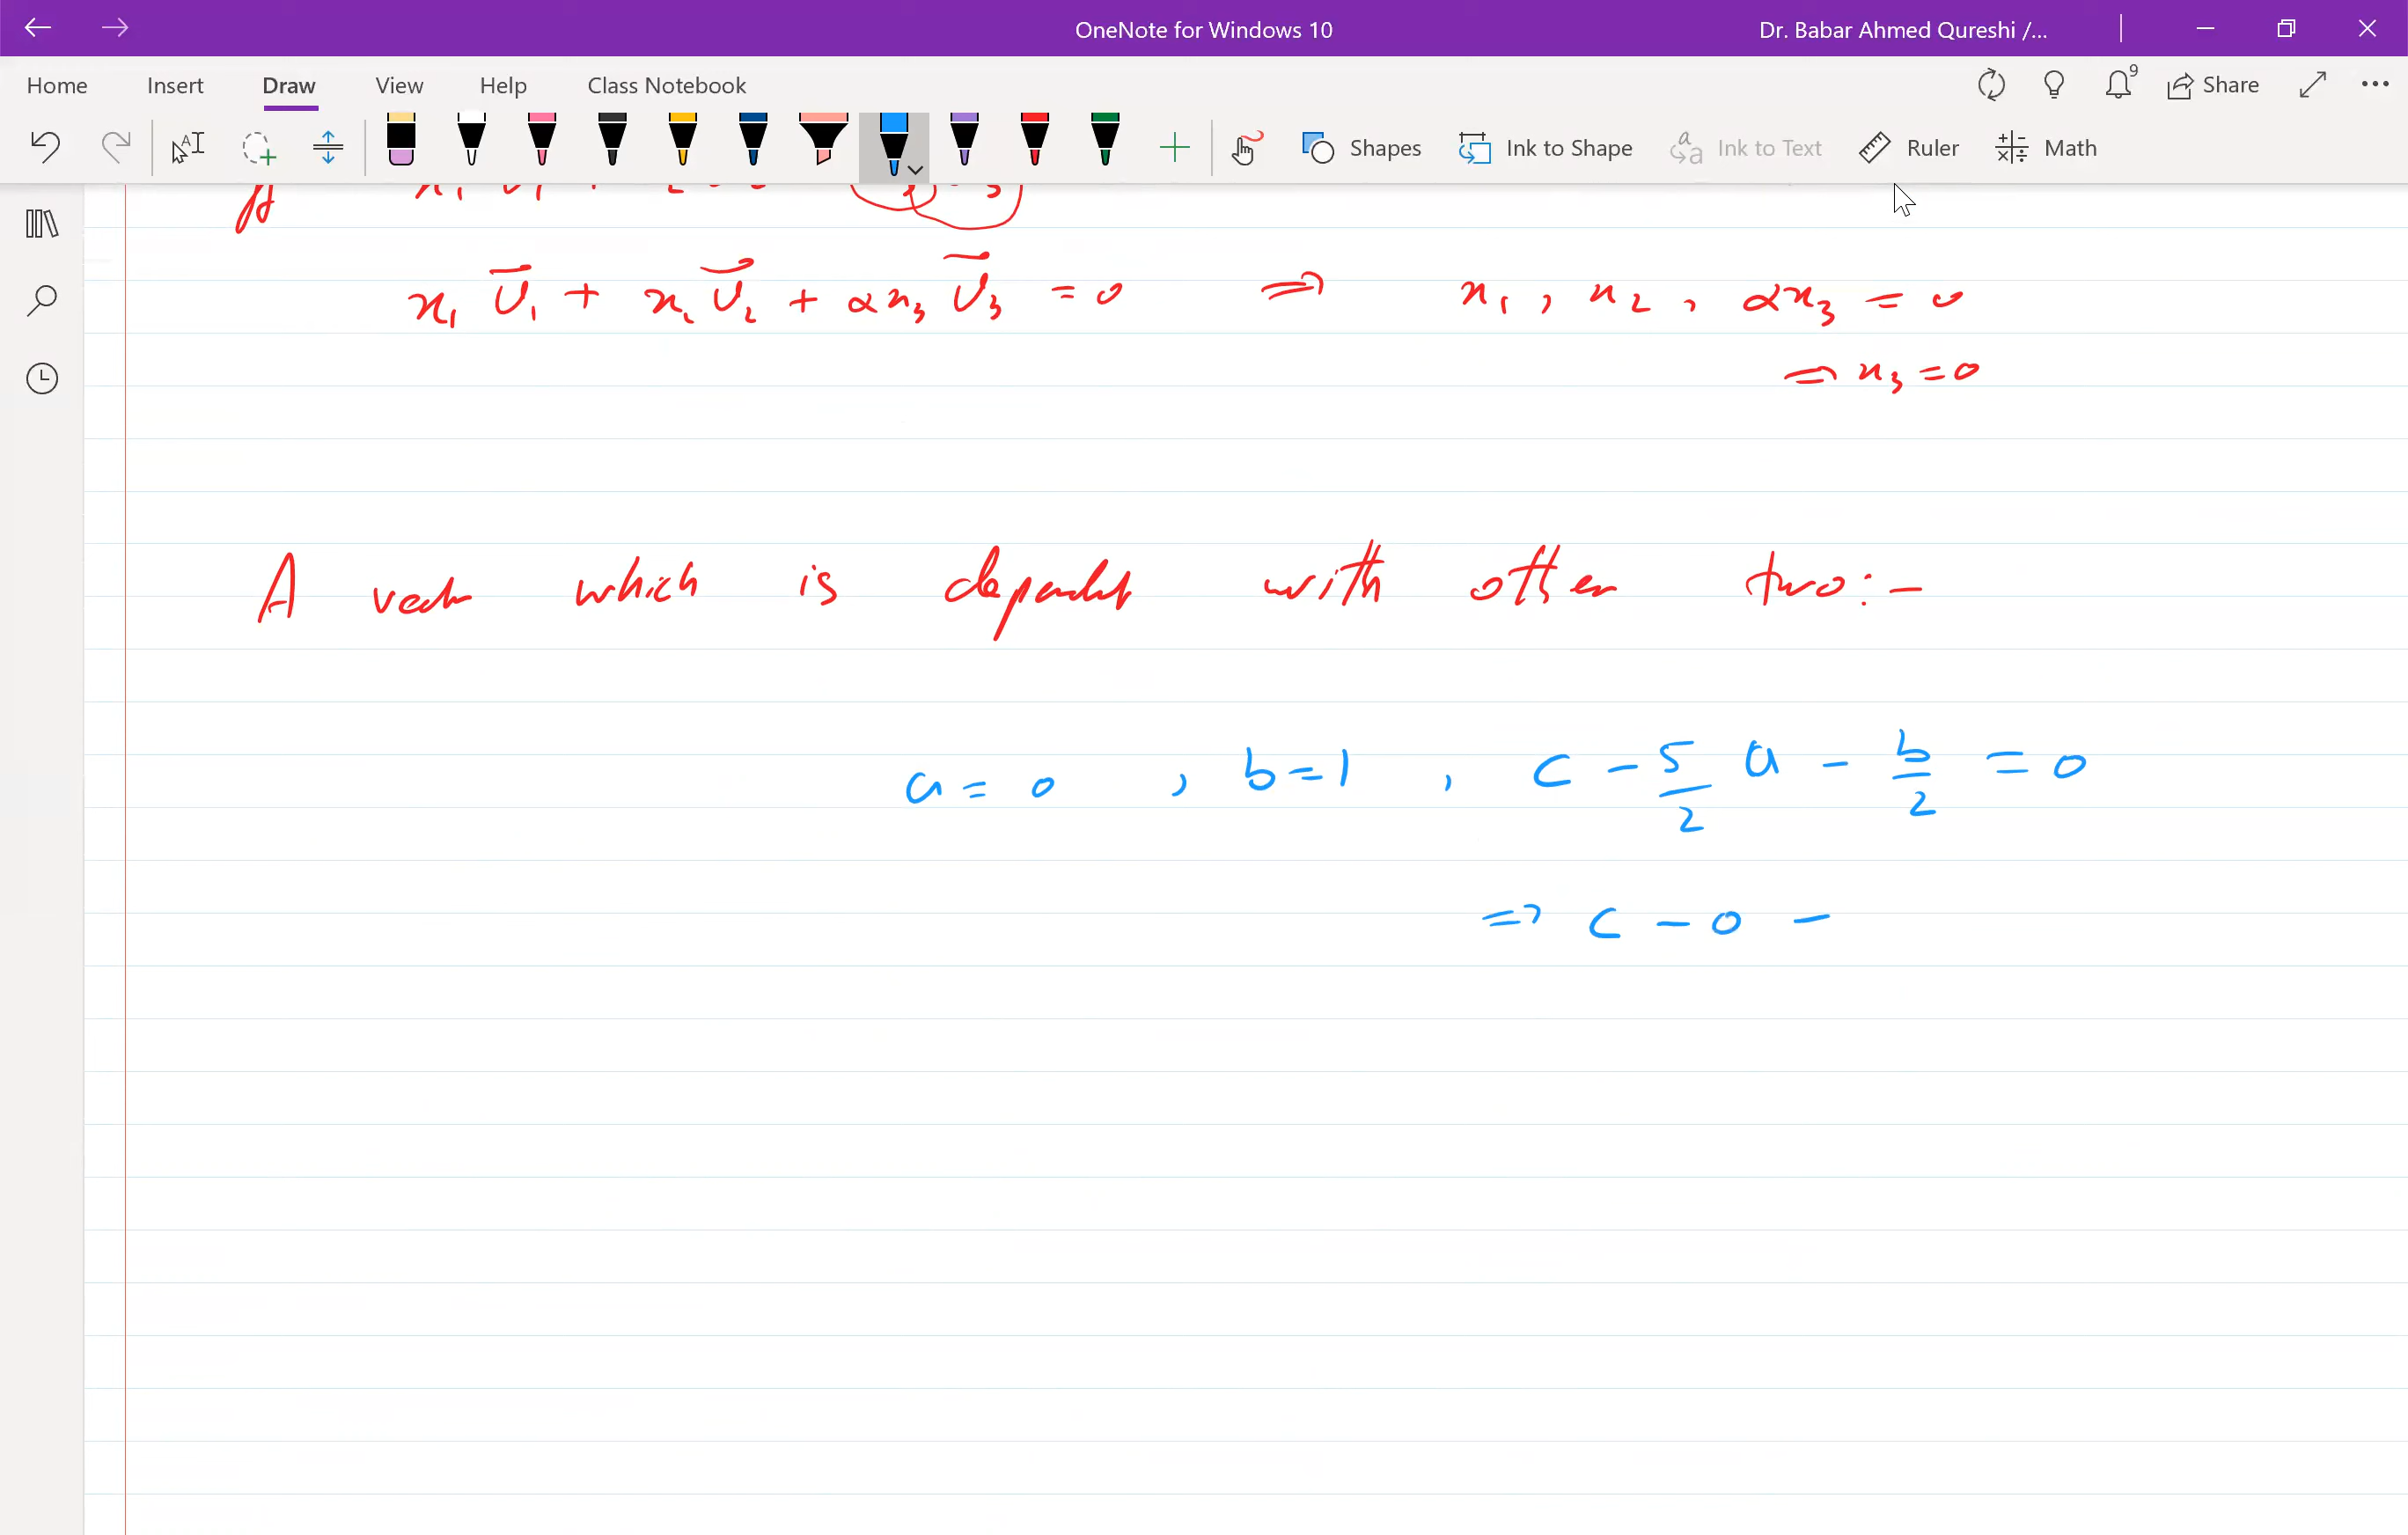 OneNote for Windows 10 Dr. Babar Ahmed Qureshi /...
Home Insert Draw View Help Class Notebook 9 Share
Shapes Ink to Shape Ink to Text Ruler Math
x₁ V₁ + x₂ V₂ + αx₃ V₃ = 0 ⇒ x₁, x₂, αx₃ = 0
⇒ x₃ = 0
A vector which is dependent with other two:-
a = 0 , b = 1 , c - 5/2 a - b/2 = 0
⇒ c - 0 -